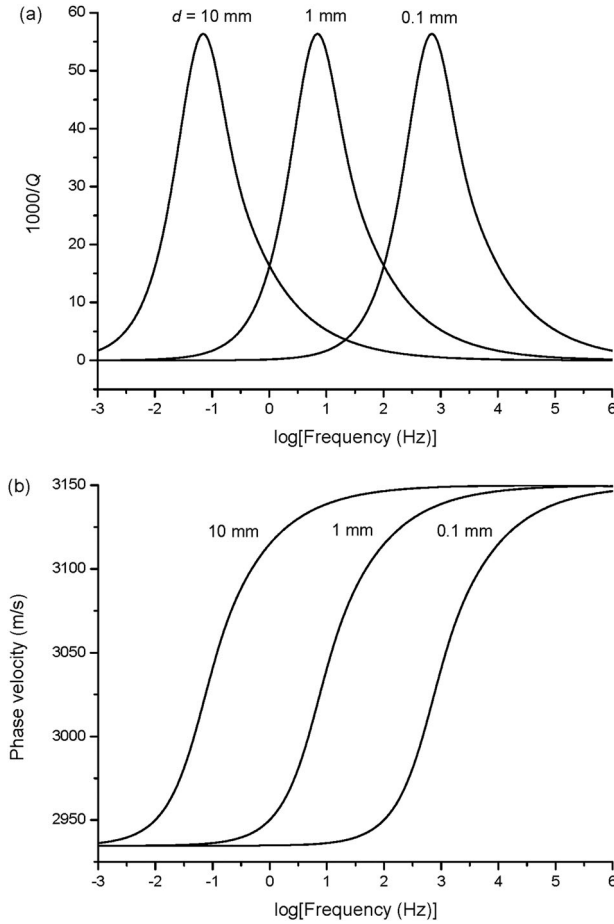 (a)
d = 10 mm 1 mm 0.1 mm
60
50
40
30
20
10
0
1000/Q
-3 -2 -1 0 1 2 3 4 5 6
log[Frequency (Hz)]
(b)
3150
3100
3050
3000
2950
Phase velocity (m/s)
10 mm 1 mm 0.1 mm
-3 -2 -1 0 1 2 3 4 5 6
log[Frequency (Hz)]